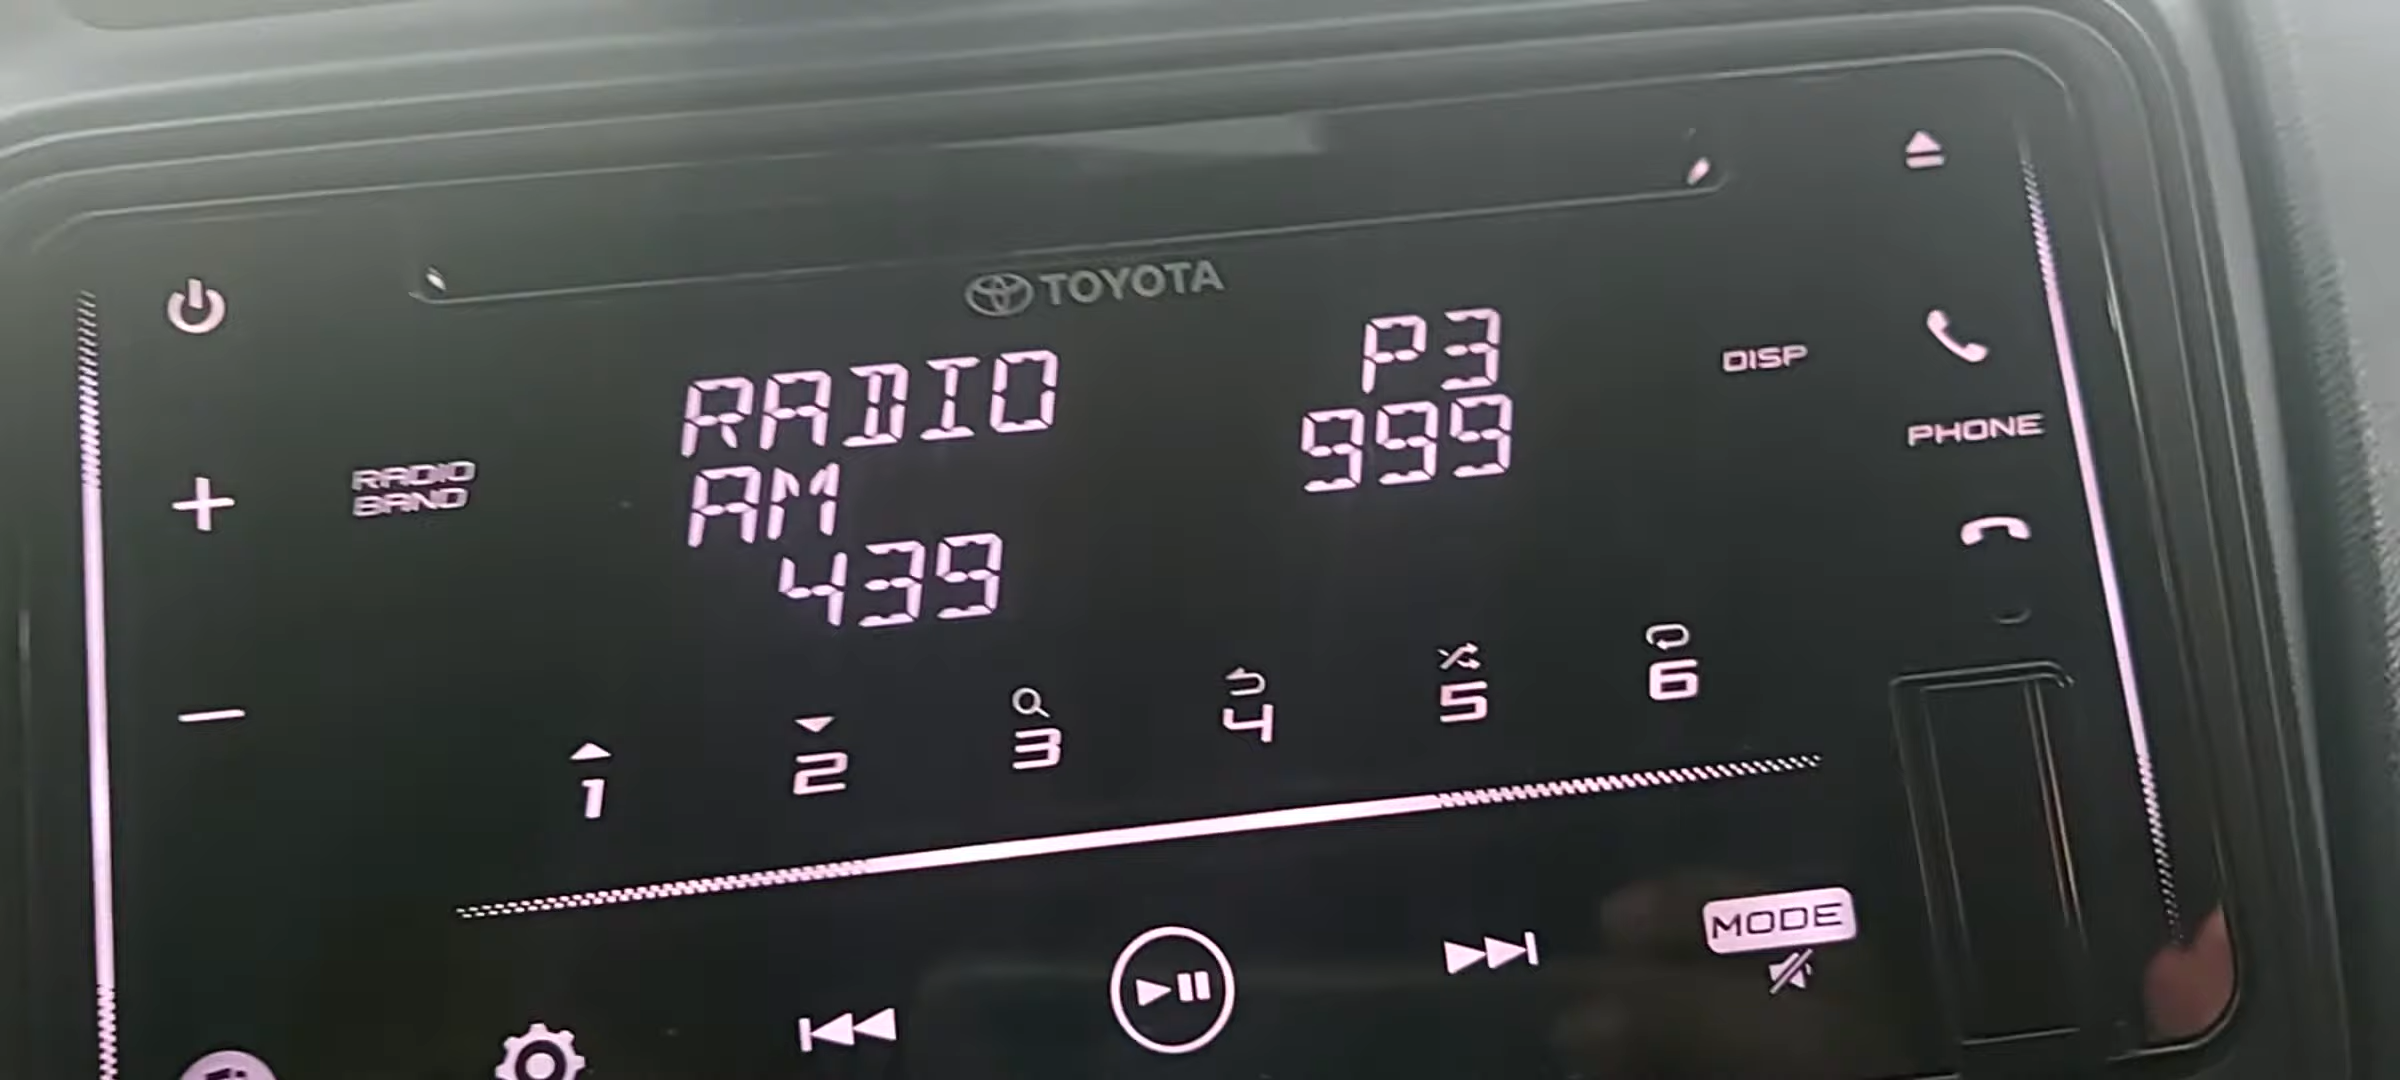 TOYOTA
RADIO P3
AM 999
439
DISP
PHONE
RADIO
BAND
1 2 3 4 5 6
MODE